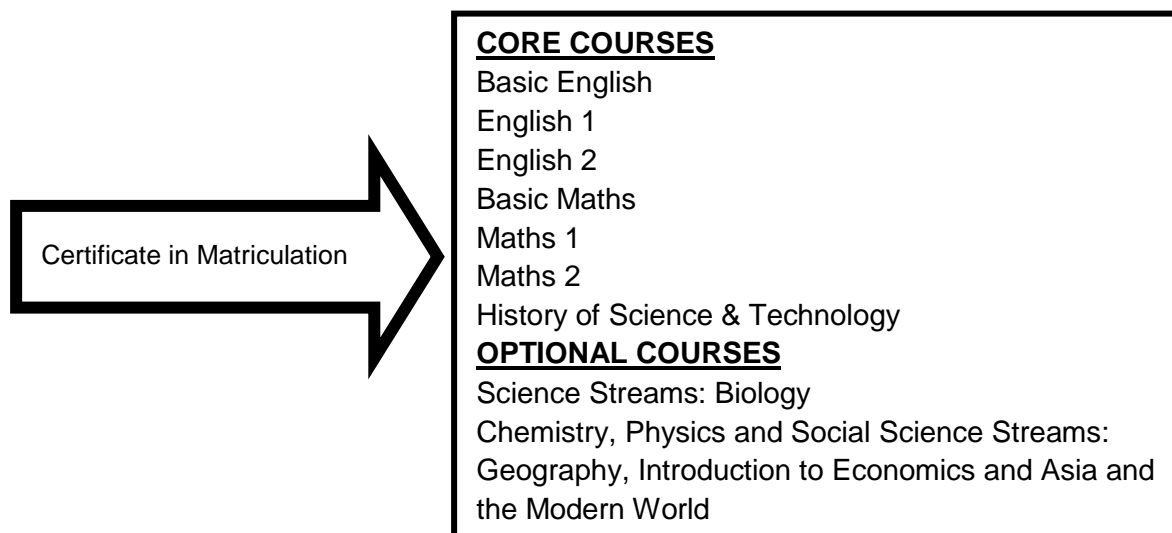 Certificate in Matriculation
CORE COURSES
Basic English
English 1
English 2
Basic Maths
Maths 1
Maths 2
History of Science & Technology
OPTIONAL COURSES
Science Streams: Biology
Chemistry, Physics and Social Science Streams:
Geography, Introduction to Economics and Asia and
the Modern World